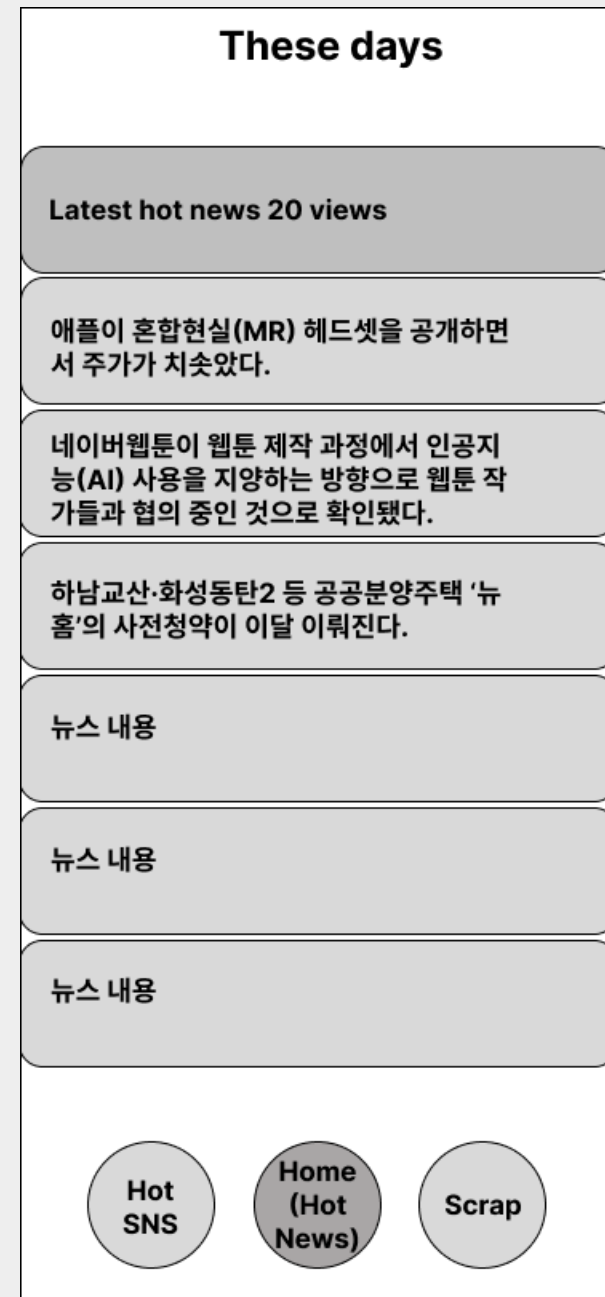 These days
Latest hot news 20 views
애플이 혼합현실(MR) 헤드셋을 공개하면
서 주가가 치솟았다.
네이버웹툰이 웹툰 제작 과정에서 인공지
능(AI) 사용을 지양하는 방향으로 웹툰 작
가들과 협의 중인 것으로 확인됐다.
하남교산·화성동탄2 등 공공분양주택 ‘뉴
홈’의 사전청약이 이달 이뤄진다.
뉴스 내용
뉴스 내용
뉴스 내용
Hot
SNS
Home
(Hot
News)
Scrap